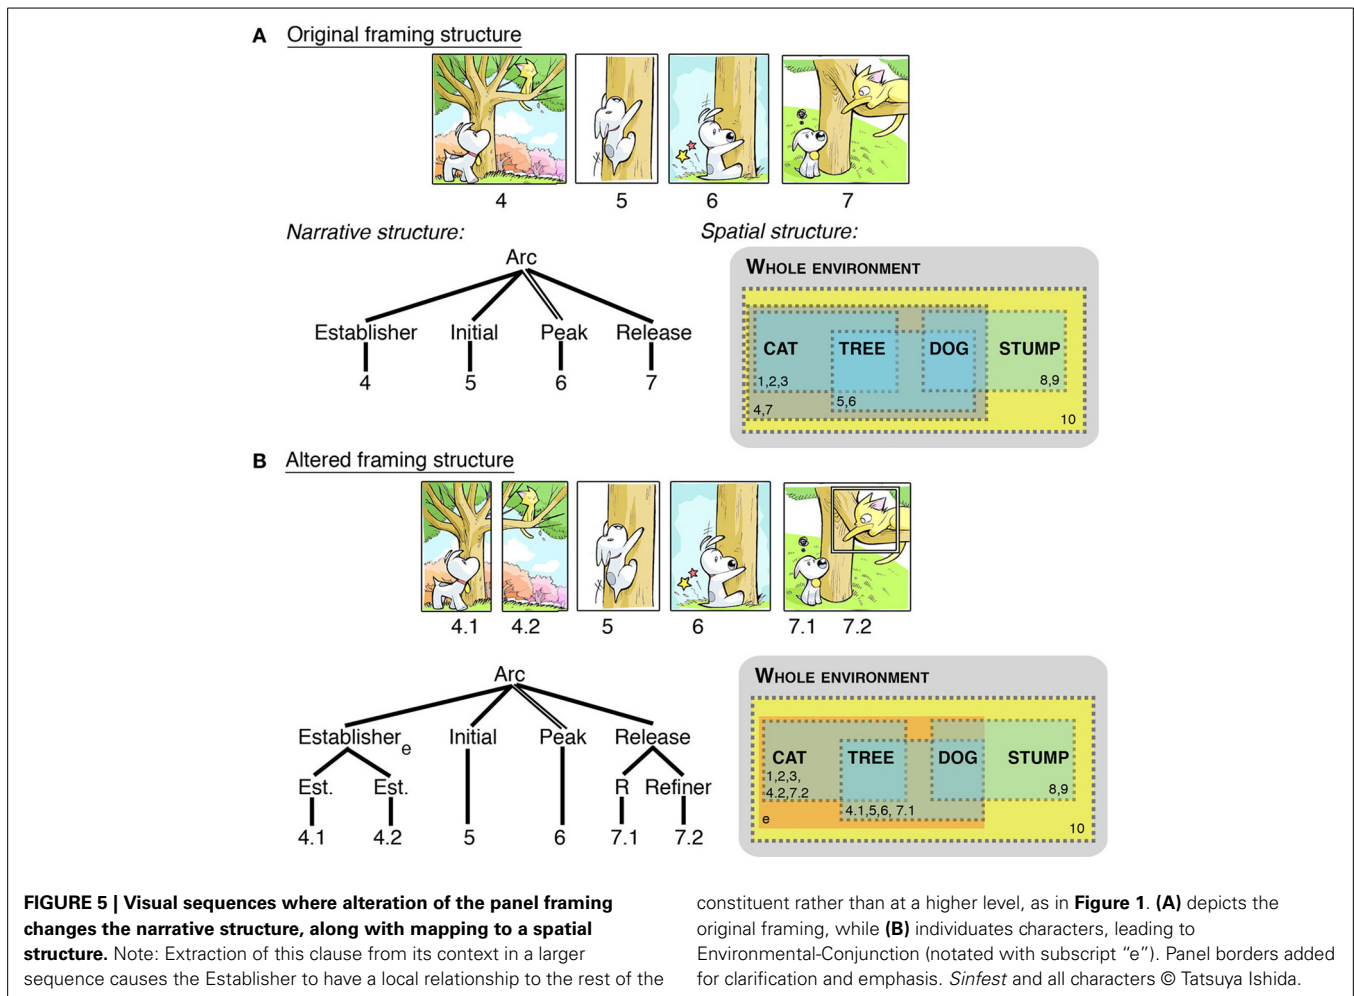 A Original framing structure
4 5 6 7
Narrative structure:
Arc
Establisher Initial Peak Release
4 5 6 7
Spatial structure:
WHOLE ENVIRONMENT
CAT TREE DOG STUMP
1,2,3 8,9
5,6
4,7 10
B Altered framing structure
4.1 4.2 5 6 7.1 7.2
Arc
Establishere Initial Peak Release
Est. Est. R Refiner
4.1 4.2 5 6 7.1 7.2
WHOLE ENVIRONMENT
CAT TREE DOG STUMP
1,2,3,
4.2,7.2 8,9
4.1,5,6, 7.1
e 10
FIGURE 5 | Visual sequences where alteration of the panel framing
changes the narrative structure, along with mapping to a spatial
structure. Note: Extraction of this clause from its context in a larger
sequence causes the Establisher to have a local relationship to the rest of the
constituent rather than at a higher level, as in Figure 1. (A) depicts the
original framing, while (B) individuates characters, leading to
Environmental-Conjunction (notated with subscript “e”). Panel borders added
for clarification and emphasis. Sinfest and all characters © Tatsuya Ishida.